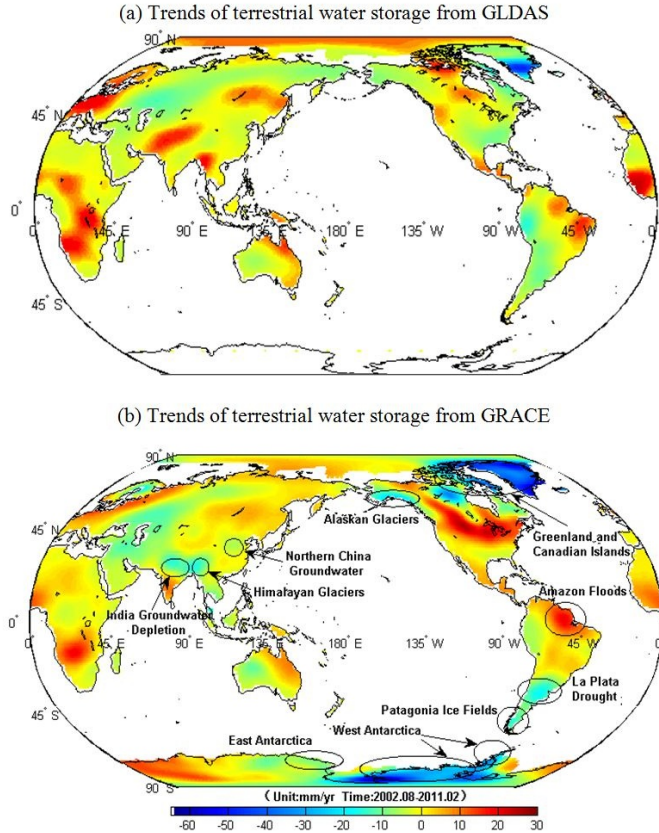 (a) Trends of terrestrial water storage from GLDAS
90° N
45° N
0°
45° E
90° E
135° E
135° W
90° W
45° W
45° S
(b) Trends of terrestrial water storage from GRACE
90° N
Alaskan Glaciers
Greenland and
Canadian Islands
45° N
Northern China
Groundwater
Himalayan Glaciers
Amazon Floods
India Groundwater
Depletion
0°
45° E
90° E
135° E
135° W
90° W
45° W
La Plata
Drought
Patagonia Ice Fields
45° S
West Antarctica
East Antarctica
90° S
(Unit:mm/yr Time:2002.08-2011.02)
-60 -50 -40 -30 -20 -10 0 10 20 30